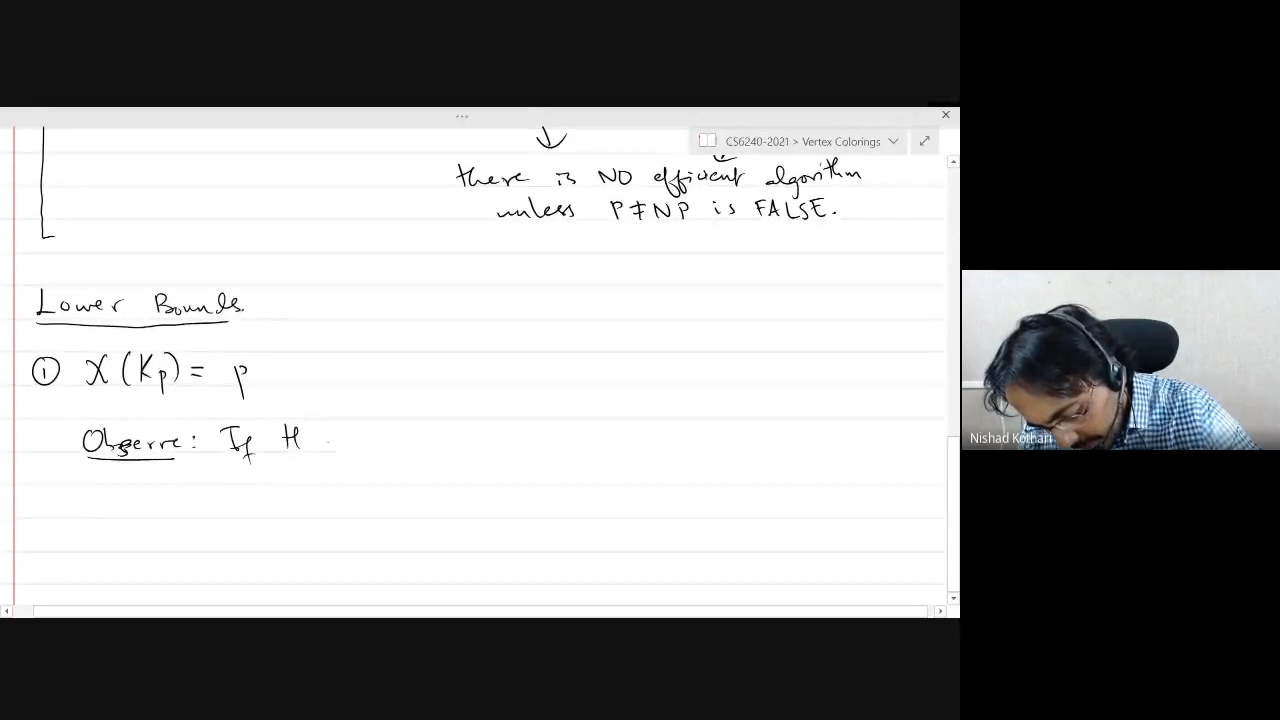 CS6240-2021 > Vertex Colorings
there is NO efficient algorithm
unless P≠NP is FALSE.
Lower Bounds.
① χ(Kp) = p
Observe: If H
Nishad Kothari